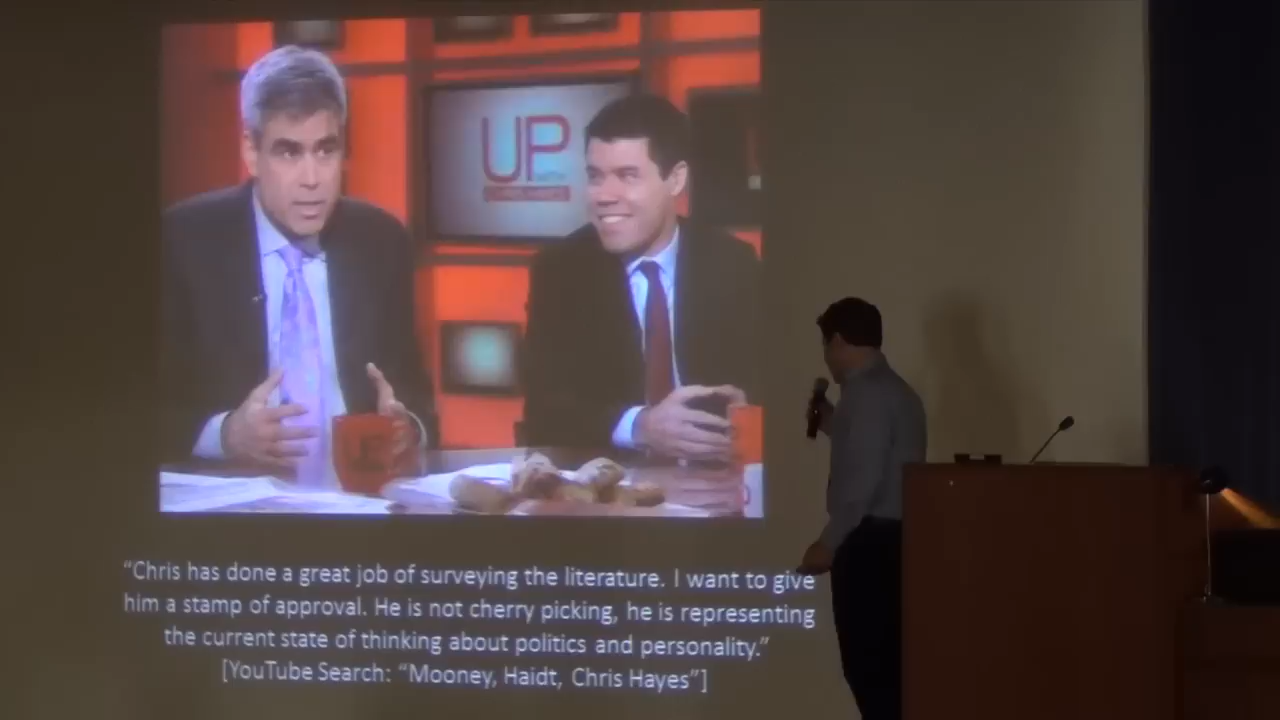 UP
"Chris has done a great job of surveying the literature. I want to give
him a stamp of approval. He is not cherry picking, he is representing
the current state of thinking about politics and personality."
[YouTube Search: "Mooney, Haidt, Chris Hayes"]